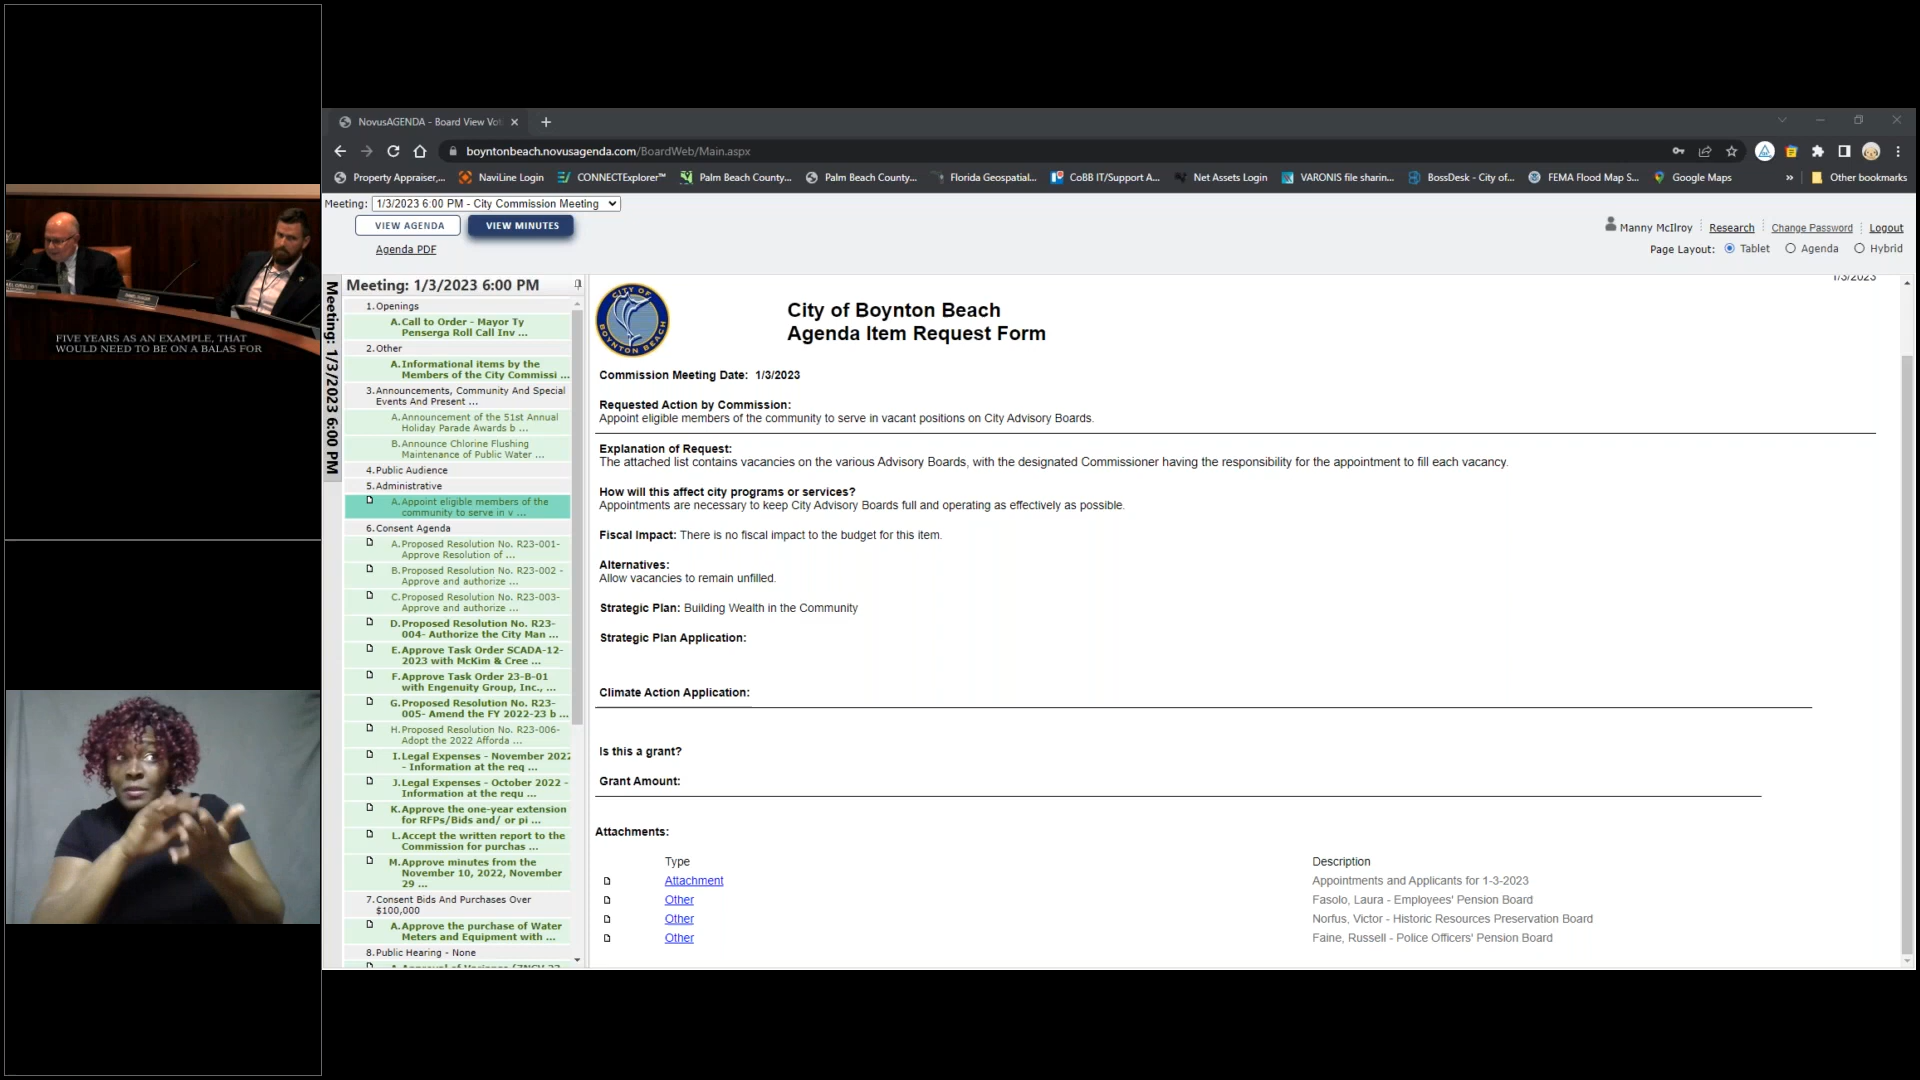 FIVE YEARS AS AN EXAMPLE, THAT
WOULD NEED TO BE ON A BALAS FOR
NovusAGENDA - Board View Vot
boyntonbeach.novusagenda.com/BoardWeb/Main.aspx
Property Appraiser,... NaviLine Login CONNECTExplorer™ Palm Beach County... Palm Beach County... Florida Geospatial... CoBB IT/Support A... Net Assets Login VARONIS file sharin... BossDesk - City of... FEMA Flood Map S... Google Maps » Other bookmarks
Meeting: 1/3/2023 6:00 PM - City Commission Meeting
VIEW AGENDA VIEW MINUTES
Agenda PDF
Manny McIlroy Research Change Password Logout
Page Layout: Tablet Agenda Hybrid
Meeting: 1/3/2023 6:00 PM
Meeting: 1/3/2023 6:00 PM
1.Openings
A.Call to Order - Mayor Ty
Penserga Roll Call Inv ...
2.Other
A.Informational items by the
Members of the City Commissi ...
3.Announcements, Community And Special
Events And Present ...
A.Announcement of the 51st Annual
Holiday Parade Awards b ...
B.Announce Chlorine Flushing
Maintenance of Public Water ...
4.Public Audience
5.Administrative
A.Appoint eligible members of the
community to serve in v ...
6.Consent Agenda
A.Proposed Resolution No. R23-001-
Approve Resolution of ...
B.Proposed Resolution No. R23-002 -
Approve and authorize ...
C.Proposed Resolution No. R23-003-
Approve and authorize ...
D.Proposed Resolution No. R23-
004- Authorize the City Man ...
E.Approve Task Order SCADA-12-
2023 with McKim & Cree ...
F.Approve Task Order 23-B-01
with Engenuity Group, Inc., ...
G.Proposed Resolution No. R23-
005- Amend the FY 2022-23 b ...
H.Proposed Resolution No. R23-006-
Adopt the 2022 Afforda ...
I.Legal Expenses - November 2022
- Information at the req ...
J.Legal Expenses - October 2022 -
Information at the requ ...
K.Approve the one-year extension
for RFPs/Bids and/ or pi ...
L.Accept the written report to the
Commission for purchas ...
M.Approve minutes from the
November 10, 2022, November
29 ...
7.Consent Bids And Purchases Over
$100,000
A.Approve the purchase of Water
Meters and Equipment with ...
8.Public Hearing - None
1/3/2023
CITY OF
BOYNTON BEACH
City of Boynton Beach
Agenda Item Request Form
Commission Meeting Date: 1/3/2023
Requested Action by Commission:
Appoint eligible members of the community to serve in vacant positions on City Advisory Boards.
Explanation of Request:
The attached list contains vacancies on the various Advisory Boards, with the designated Commissioner having the responsibility for the appointment to fill each vacancy.
How will this affect city programs or services?
Appointments are necessary to keep City Advisory Boards full and operating as effectively as possible.
Fiscal Impact: There is no fiscal impact to the budget for this item.
Alternatives:
Allow vacancies to remain unfilled.
Strategic Plan: Building Wealth in the Community
Strategic Plan Application:
Climate Action Application:
Is this a grant?
Grant Amount:
Attachments:
Type Description
Attachment Appointments and Applicants for 1-3-2023
Other Fasolo, Laura - Employees' Pension Board
Other Norfus, Victor - Historic Resources Preservation Board
Other Faine, Russell - Police Officers' Pension Board